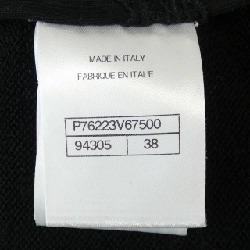 MADE IN ITALY
FABRIQUE EN ITALIE
P76223V67500
94305 38